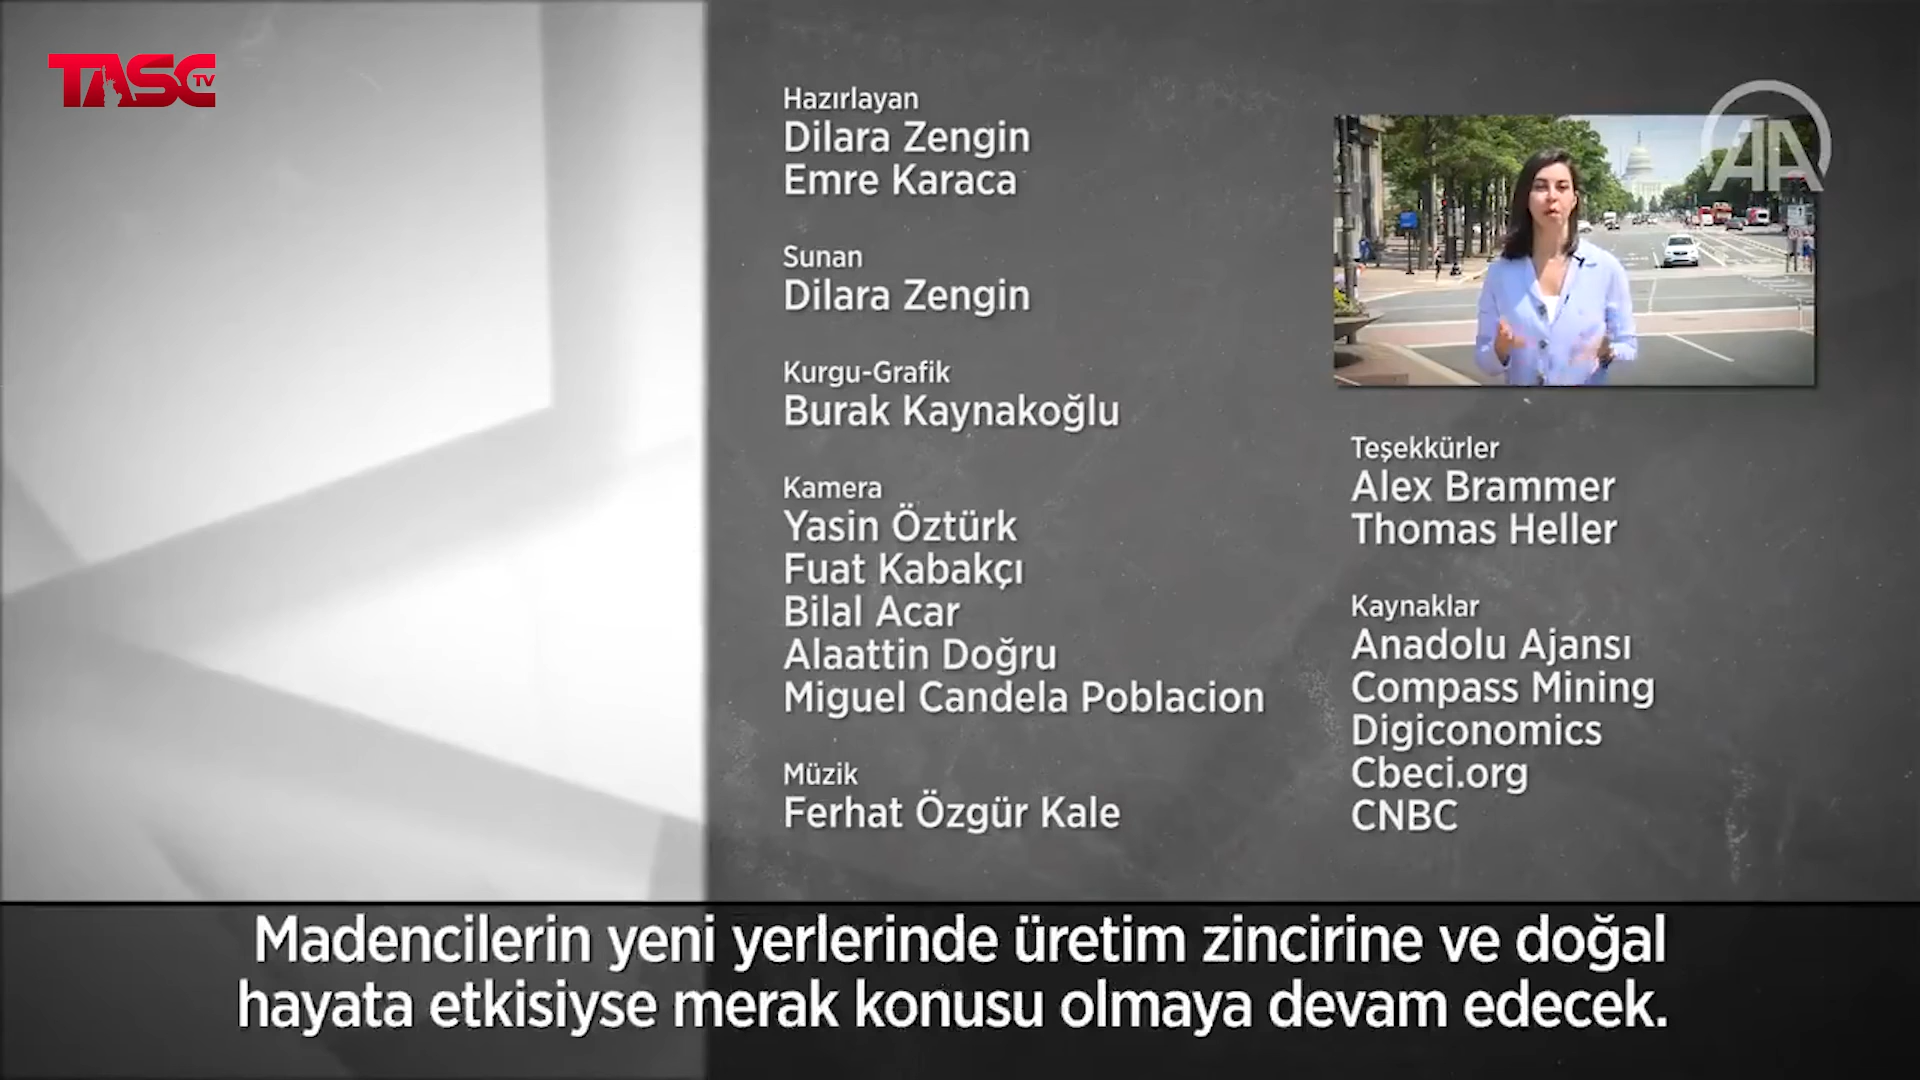 TASC TV
Hazırlayan
Dilara Zengin
Emre Karaca
Sunan
Dilara Zengin
Kurgu-Grafik
Burak Kaynakoğlu
Kamera
Yasin Öztürk
Fuat Kabakçı
Bilal Acar
Alaattin Doğru
Miguel Candela Poblacion
Müzik
Ferhat Özgür Kale
AA
Teşekkürler
Alex Brammer
Thomas Heller
Kaynaklar
Anadolu Ajansı
Compass Mining
Digiconomics
Cbeci.org
CNBC
Madencilerin yeni yerlerinde üretim zincirine ve doğal
hayata etkisiyse merak konusu olmaya devam edecek.